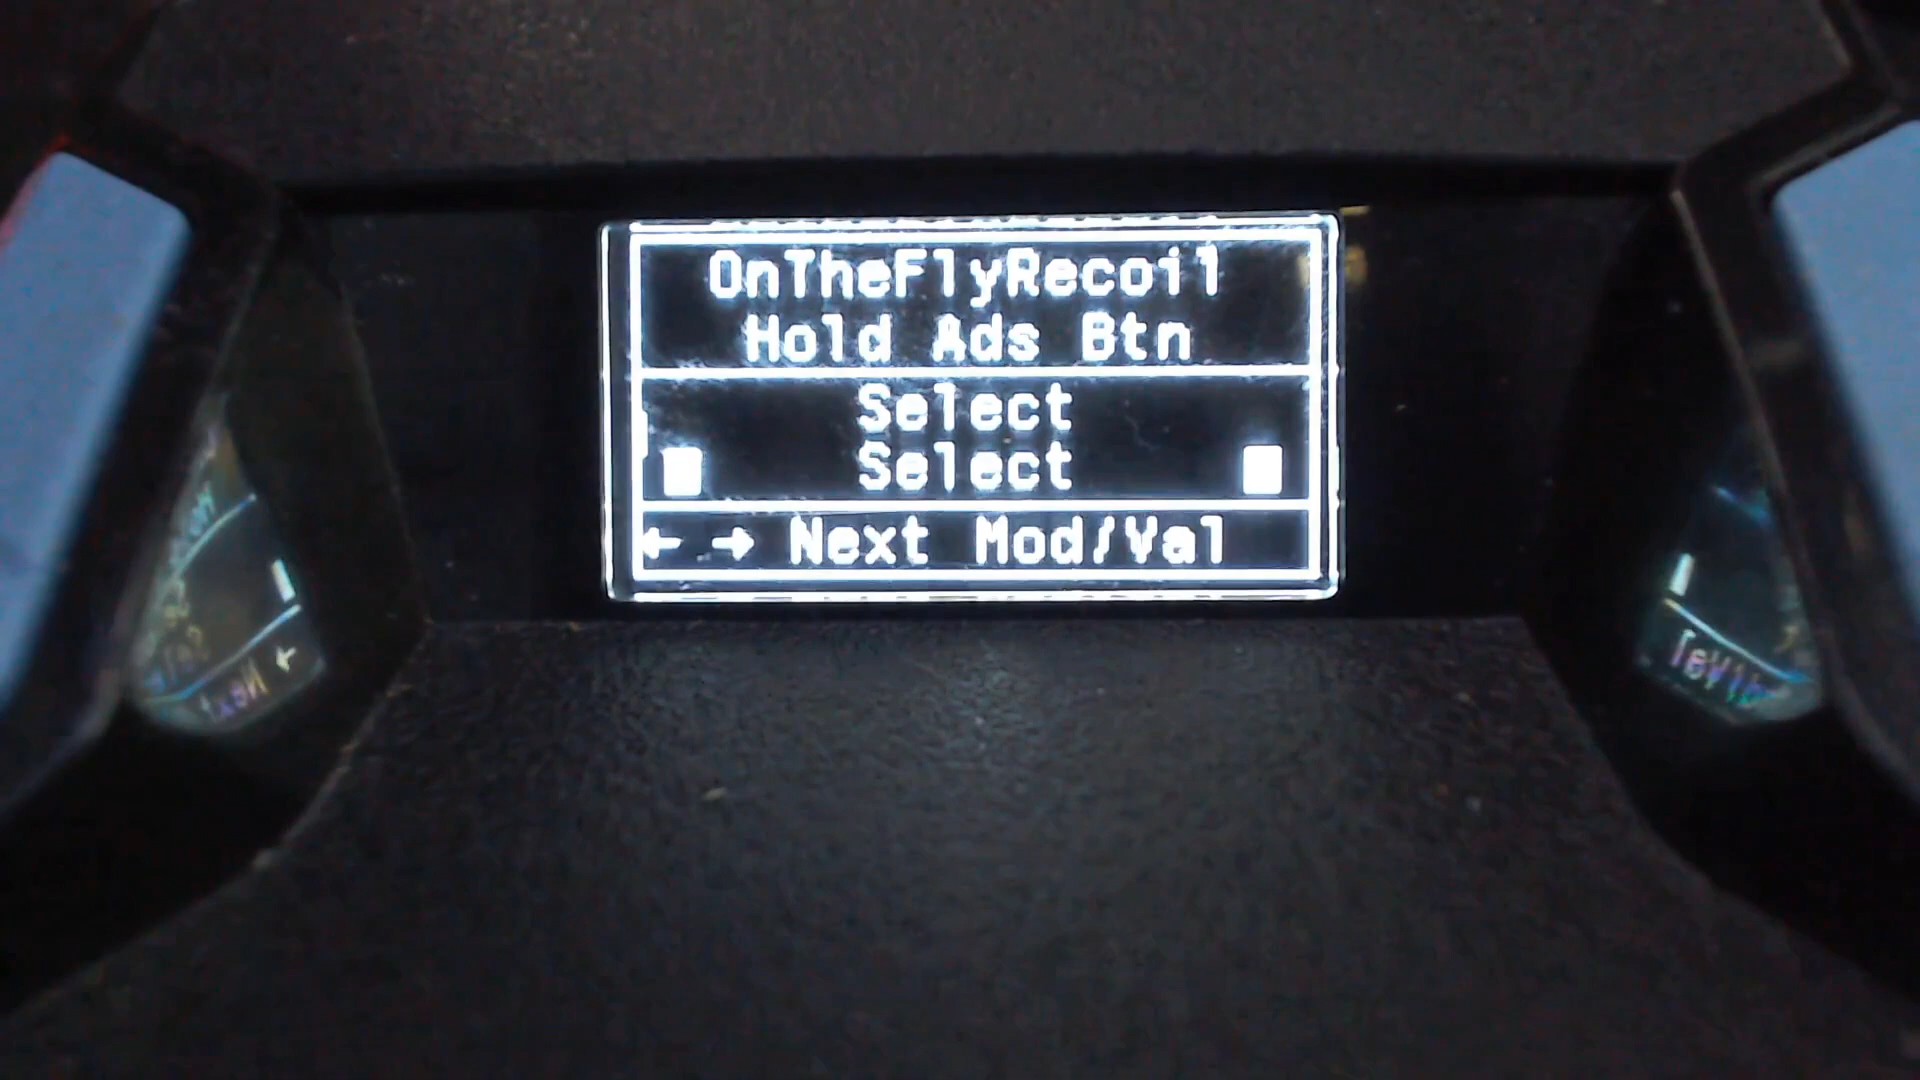 OnTheFlyRecoil
Hold Ads Btn
Select
Select
← → Next Mod/Val